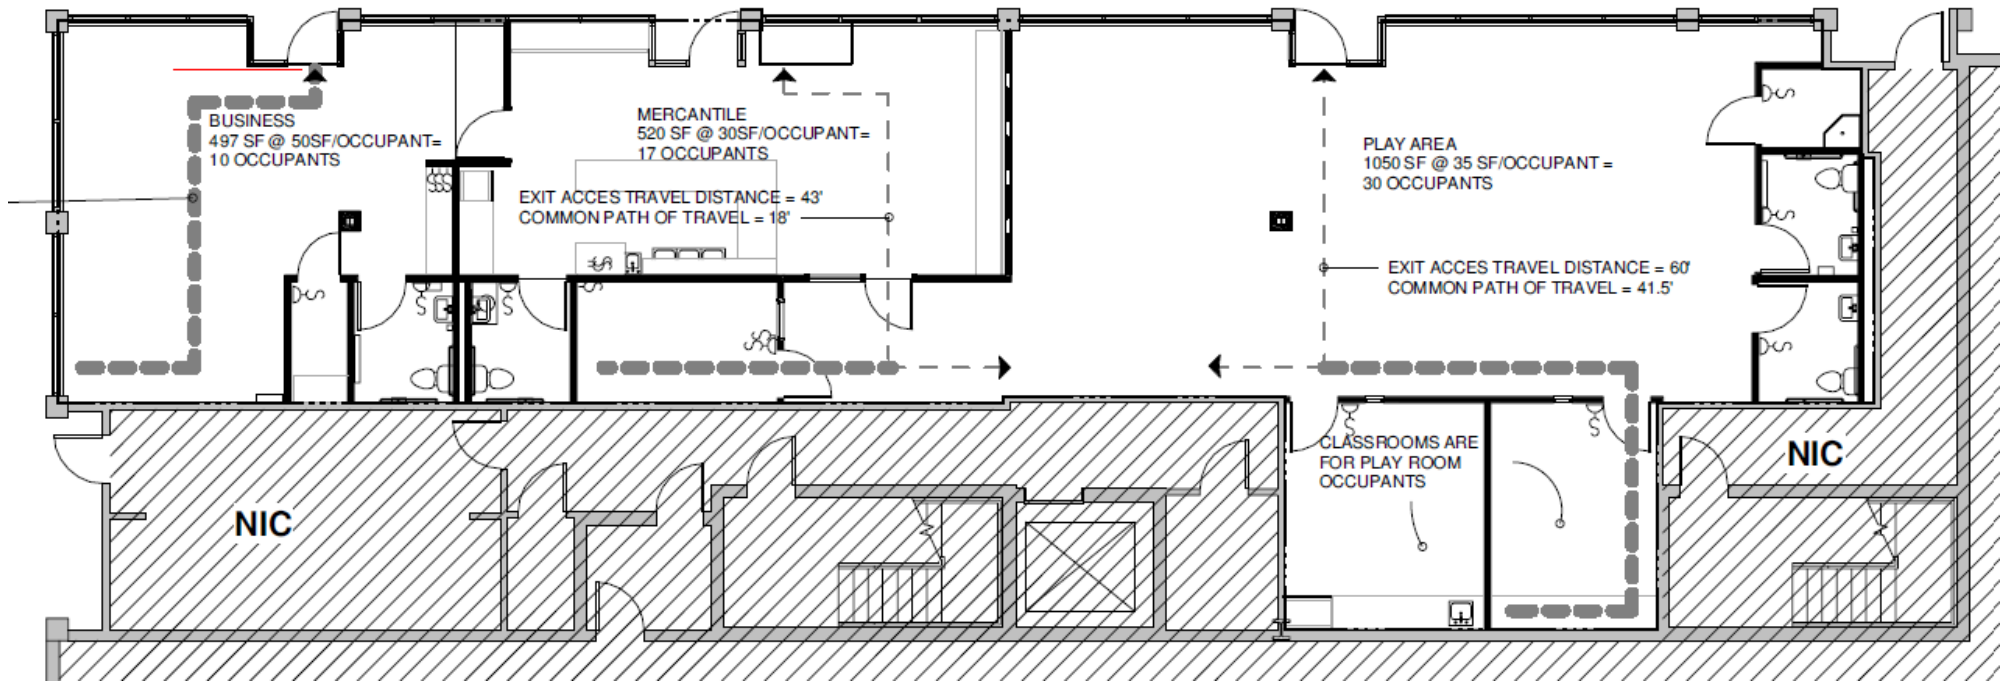 BUSINESS
497 SF @ 50SF/OCCUPANT=
10 OCCUPANTS
MERCANTILE
520 SF @ 30SF/OCCUPANT=
17 OCCUPANTS
EXIT ACCES TRAVEL DISTANCE = 43'
COMMON PATH OF TRAVEL = 18'
PLAY AREA
1050 SF @ 35 SF/OCCUPANT =
30 OCCUPANTS
EXIT ACCES TRAVEL DISTANCE = 60'
COMMON PATH OF TRAVEL = 41.5'
CLASSROOMS ARE
FOR PLAY ROOM
OCCUPANTS
NIC
NIC